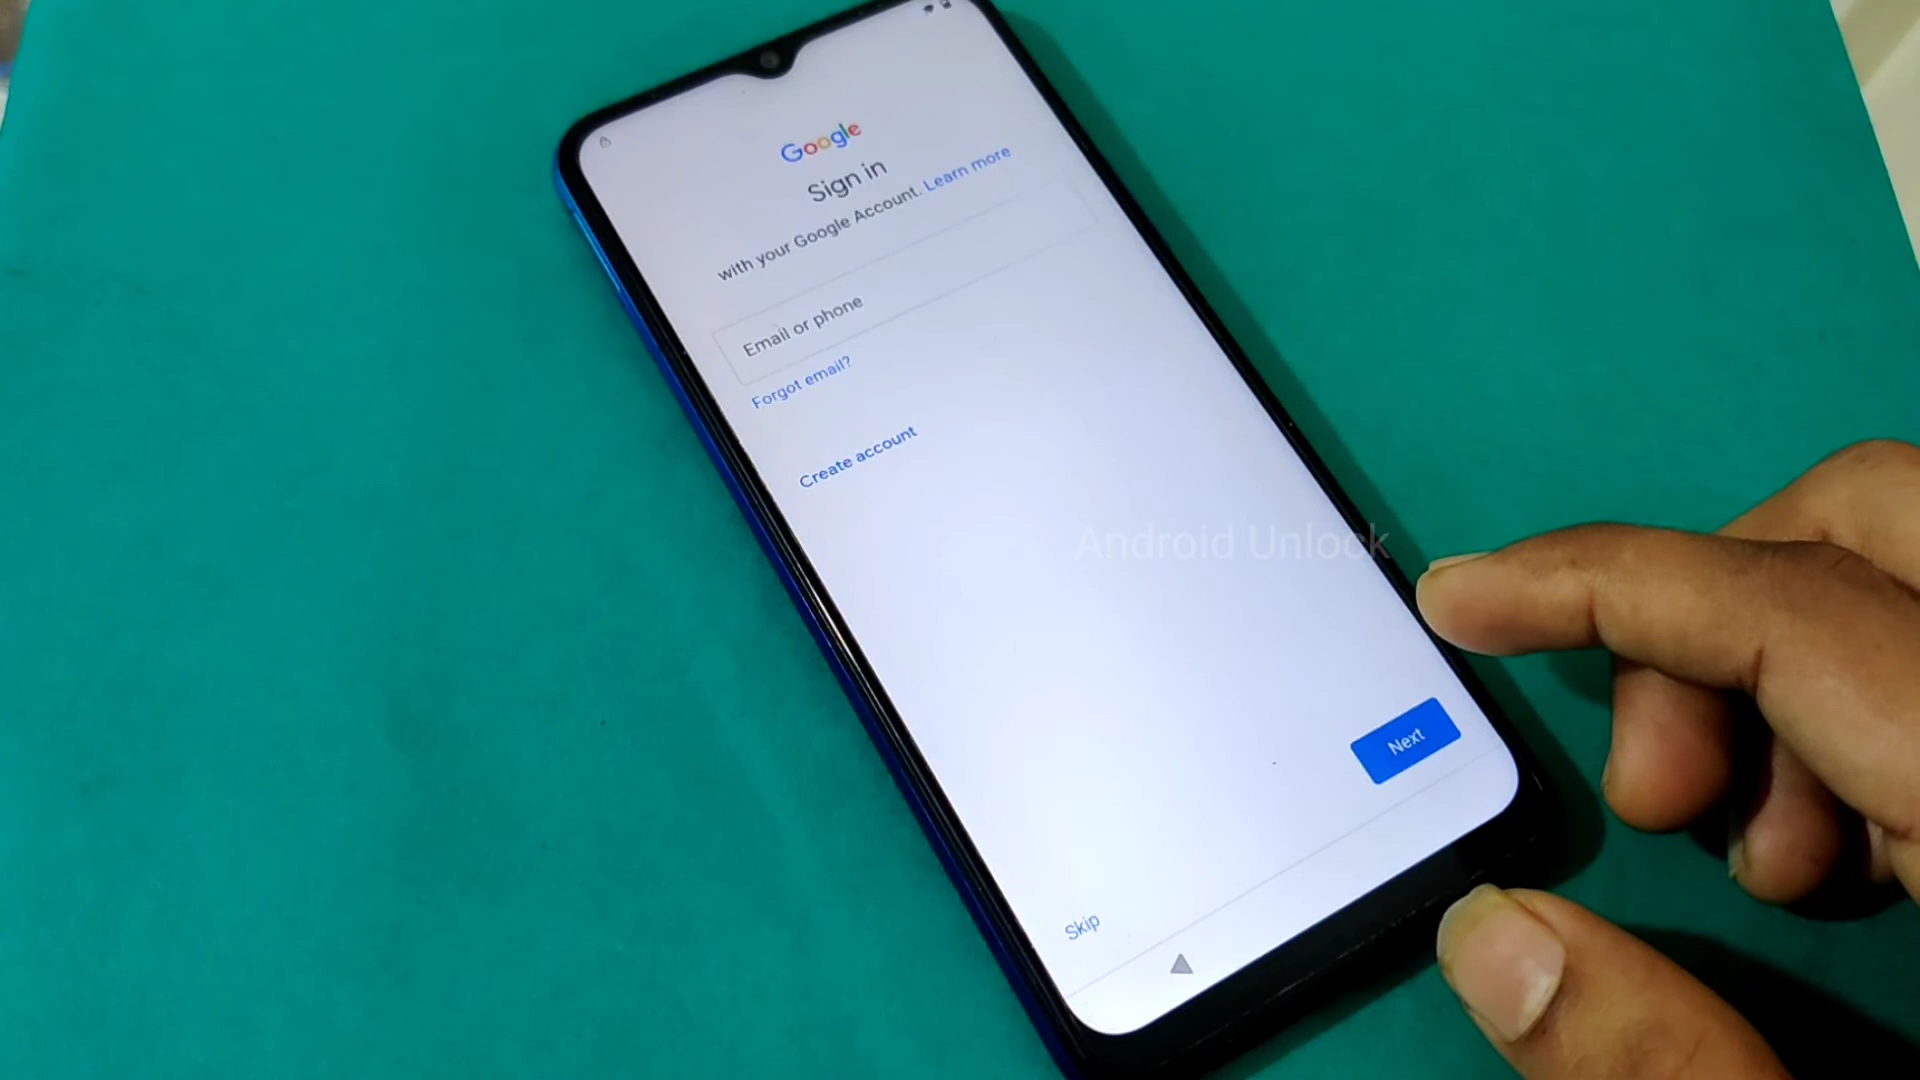 Google
Sign in
with your Google Account. Learn more
Email or phone
Forgot email?
Create account
Android Unlock
Next
Skip